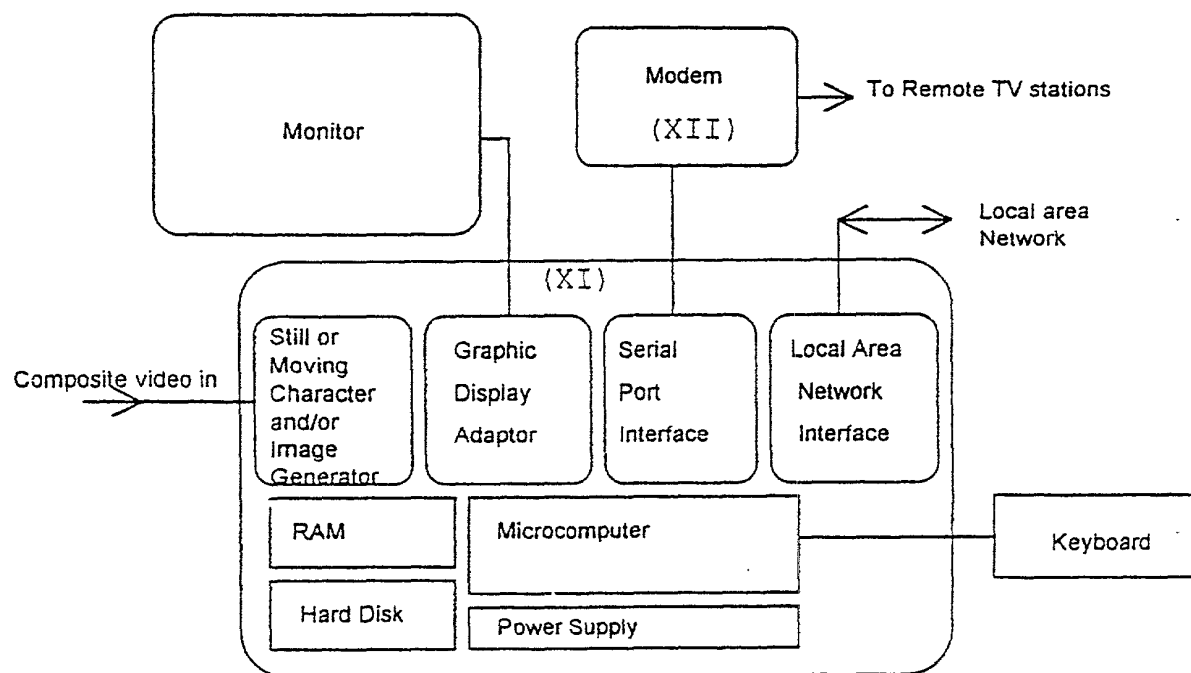 Monitor
Modem
(XII)
To Remote TV stations
Local area
Network
(XI)
Composite video in
Still or
Moving
Character
and/or
Image
Generator
Graphic
Display
Adaptor
Serial
Port
Interface
Local Area
Network
Interface
RAM
Microcomputer
Keyboard
Hard Disk
Power Supply